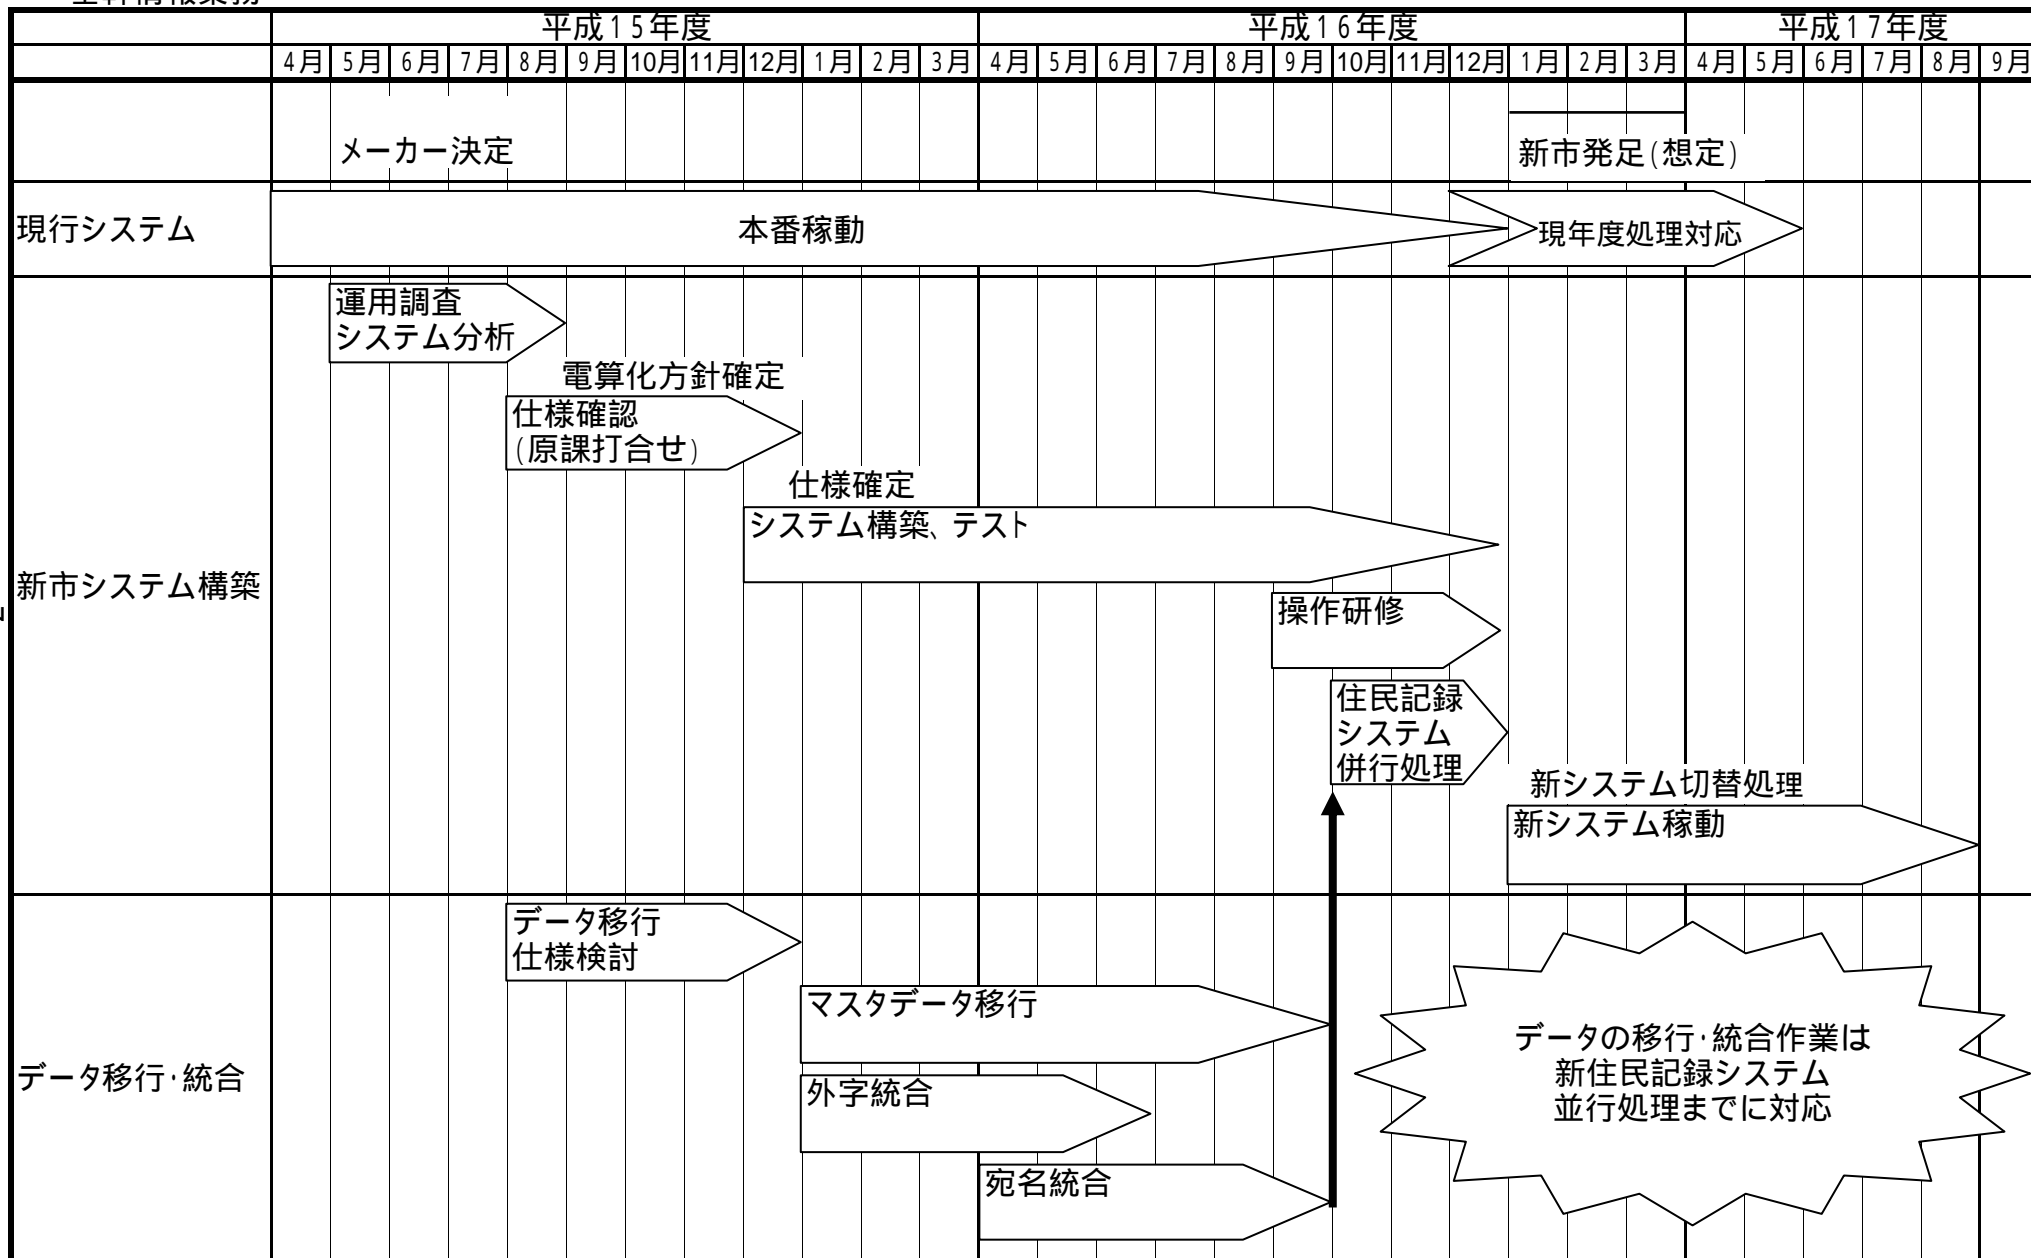 平成15年度 平成16年度 平成17年度
4月 5月 6月 7月 8月 9月 10月 11月 12月 1月 2月 3月 4月 5月 6月 7月 8月 9月 10月 11月 12月 1月 2月 3月 4月 5月 6月 7月 8月 9月
メーカー決定
新市発足(想定)
現行システム
本番稼動
現年度処理対応
新市システム構築
運用調査
システム分析
電算化方針確定
仕様確認
(原課打合せ)
仕様確定
システム構築、テスト
操作研修
住民記録
システム
併行処理
新システム切替処理
新システム稼動
データ移行・統合
データ移行
仕様検討
マスタデータ移行
外字統合
宛名統合
データの移行・統合作業は
新住民記録システム
並行処理までに対応